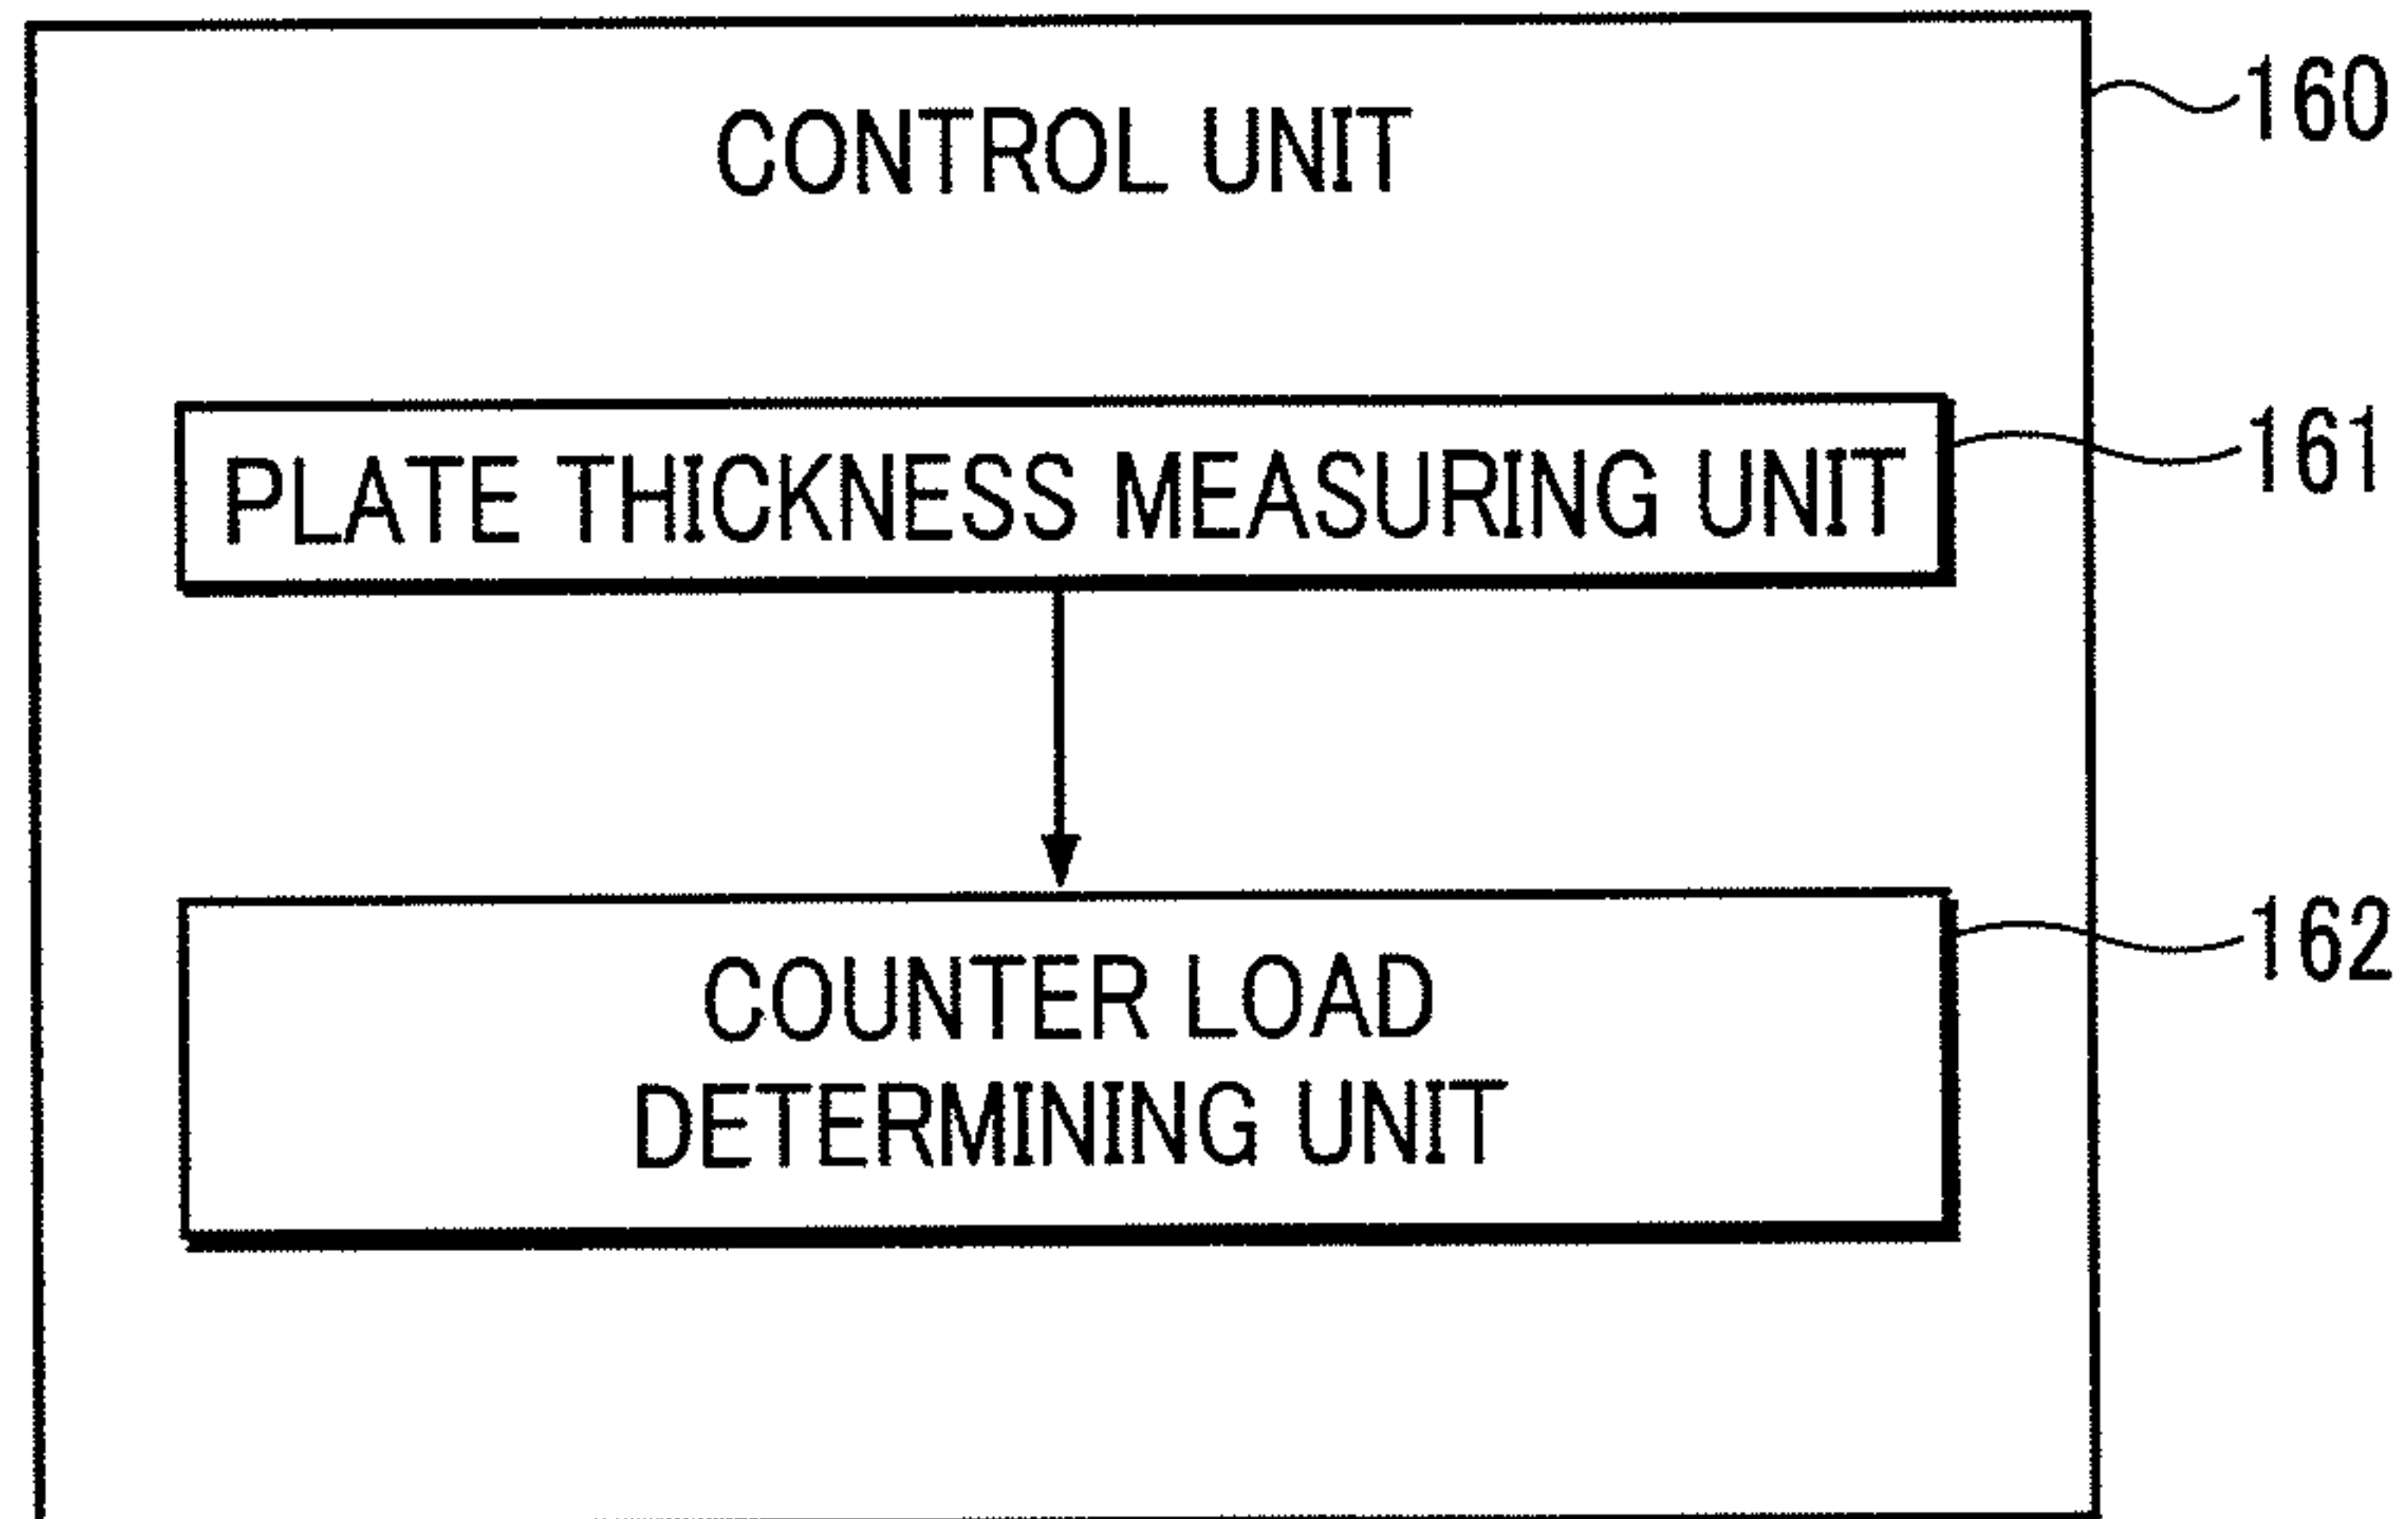 CONTROL UNIT
160
PLATE THICKNESS MEASURING UNIT
161
COUNTER LOAD
162
DETERMINING UNIT